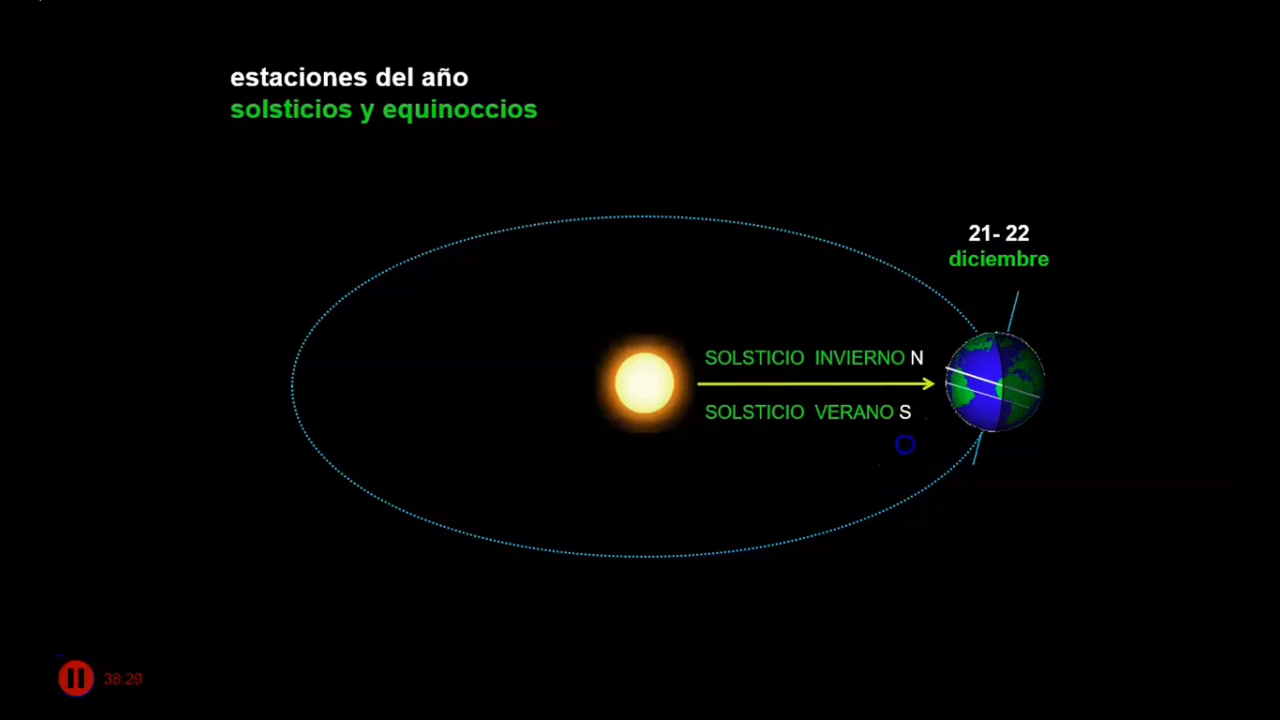 estaciones del año
solsticios y equinoccios
21- 22
diciembre
SOLSTICIO INVIERNO N
SOLSTICIO VERANO S
38:29